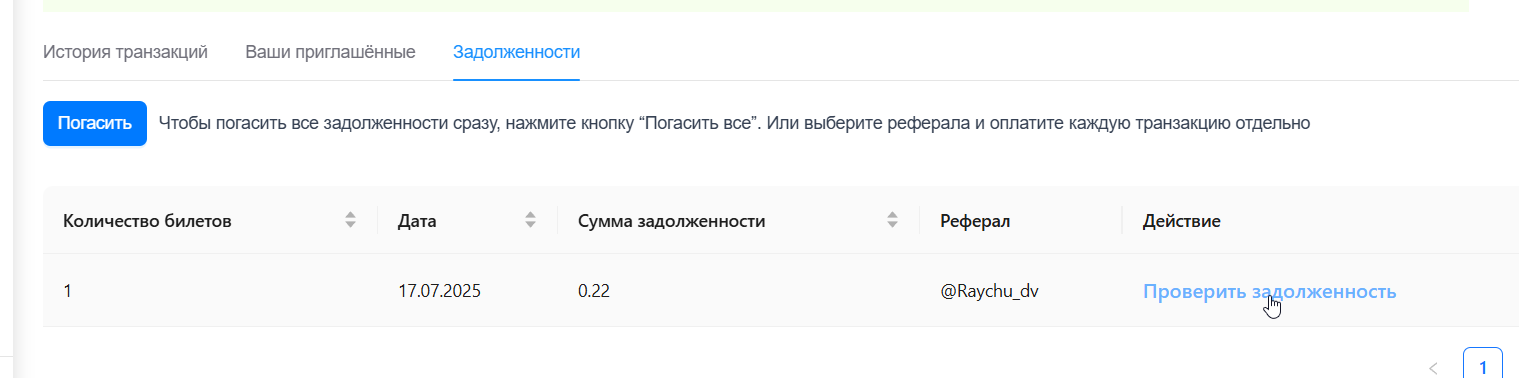 История транзакций Ваши приглашённые Задолженности
Погасить Чтобы погасить все задолженности сразу, нажмите кнопку “Погасить все”. Или выберите реферала и оплатите каждую транзакцию отдельно
Количество билетов Дата Сумма задолженности Реферал Действие
1 17.07.2025 0.22 @Raychu_dv Проверить задолженность
1